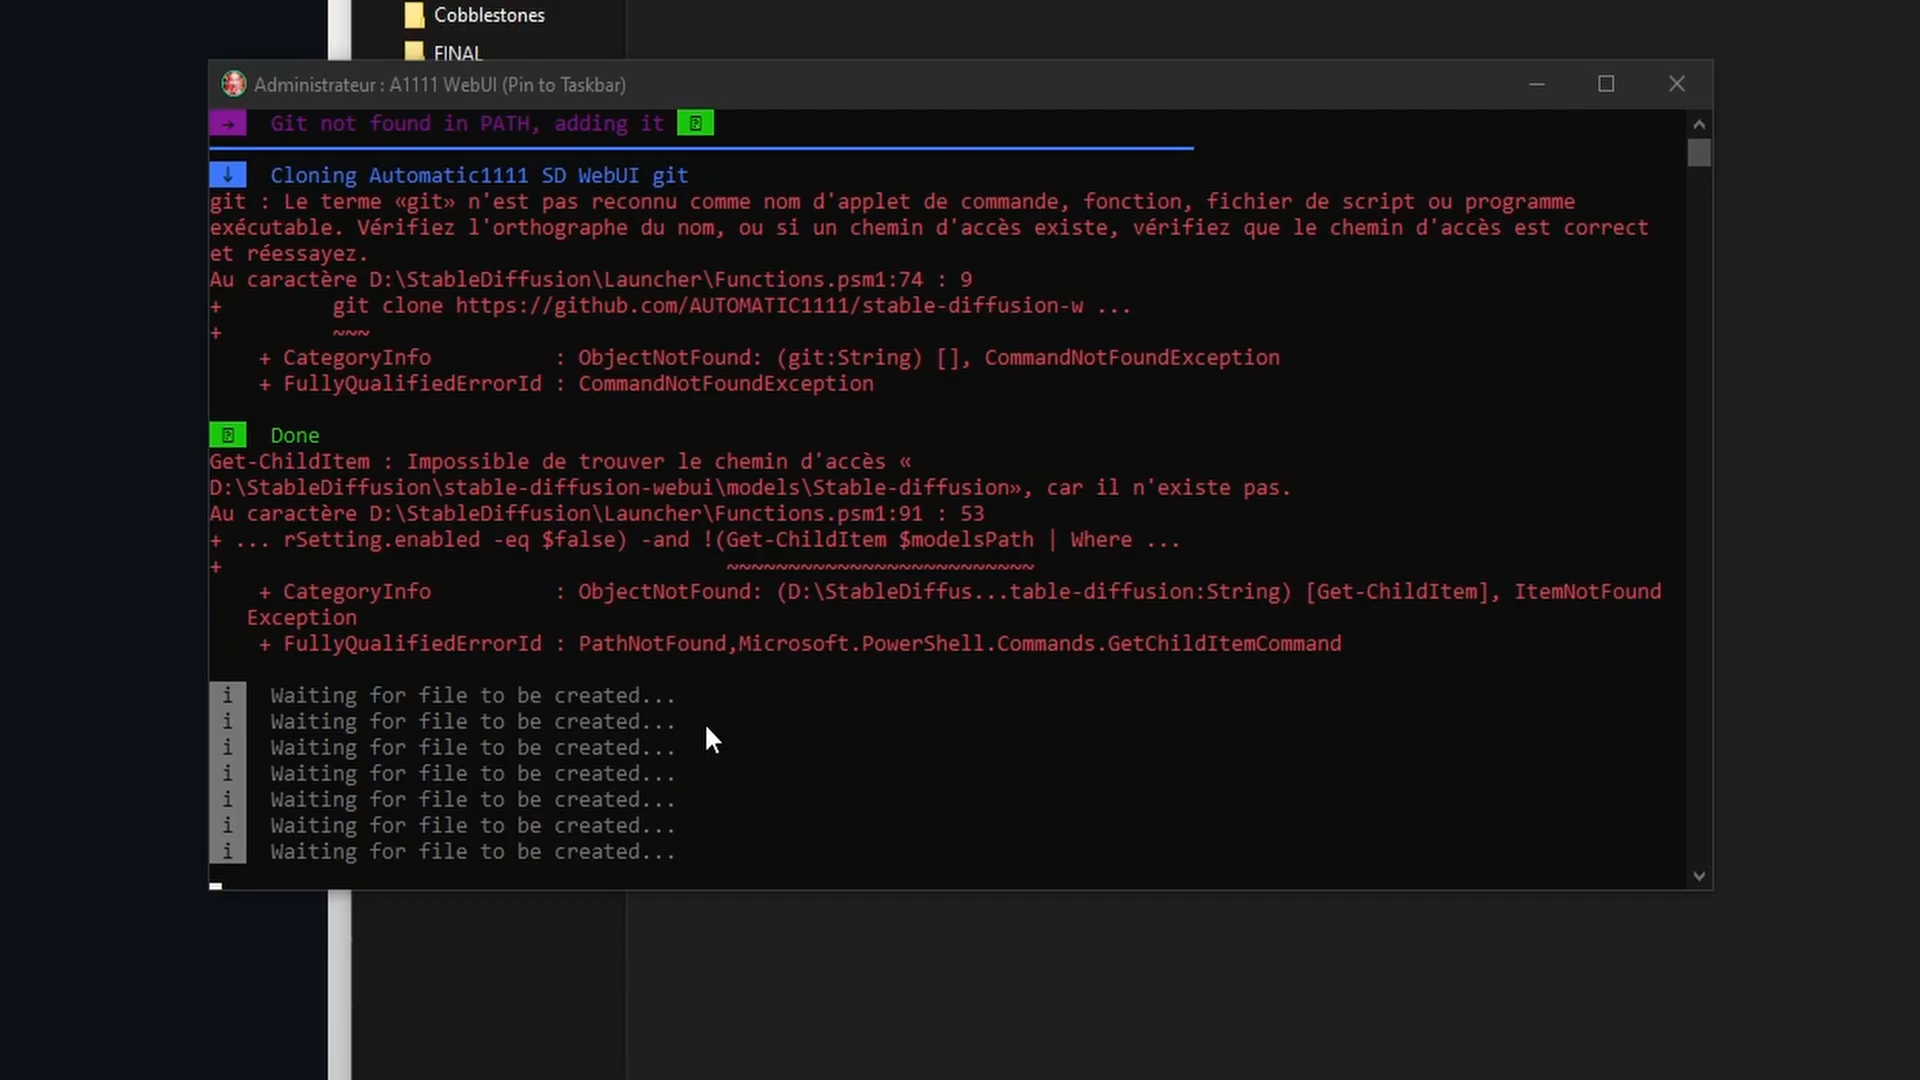 Cobblestones
FINAL
Administrateur : A1111 WebUI (Pin to Taskbar)
→ Git not found in PATH, adding it
↓ Cloning Automatic1111 SD WebUI git
git : Le terme «git» n'est pas reconnu comme nom d'applet de commande, fonction, fichier de script ou programme
exécutable. Vérifiez l'orthographe du nom, ou si un chemin d'accès existe, vérifiez que le chemin d'accès est correct
et réessayez.
Au caractère D:\StableDiffusion\Launcher\Functions.psm1:74 : 9
+         git clone https://github.com/AUTOMATIC1111/stable-diffusion-w ...
+         ~~~
+ CategoryInfo          : ObjectNotFound: (git:String) [], CommandNotFoundException
+ FullyQualifiedErrorId : CommandNotFoundException
Done
Get-ChildItem : Impossible de trouver le chemin d'accès «
D:\StableDiffusion\stable-diffusion-webui\models\Stable-diffusion», car il n'existe pas.
Au caractère D:\StableDiffusion\Launcher\Functions.psm1:91 : 53
+ ... rSetting.enabled -eq $false) -and !(Get-ChildItem $modelsPath | Where ...
+                                         ~~~~~~~~~~~~~~~~~~~~~~~~~
+ CategoryInfo          : ObjectNotFound: (D:\StableDiffus...table-diffusion:String) [Get-ChildItem], ItemNotFound
Exception
+ FullyQualifiedErrorId : PathNotFound,Microsoft.PowerShell.Commands.GetChildItemCommand
i Waiting for file to be created...
i Waiting for file to be created...
i Waiting for file to be created...
i Waiting for file to be created...
i Waiting for file to be created...
i Waiting for file to be created...
i Waiting for file to be created...